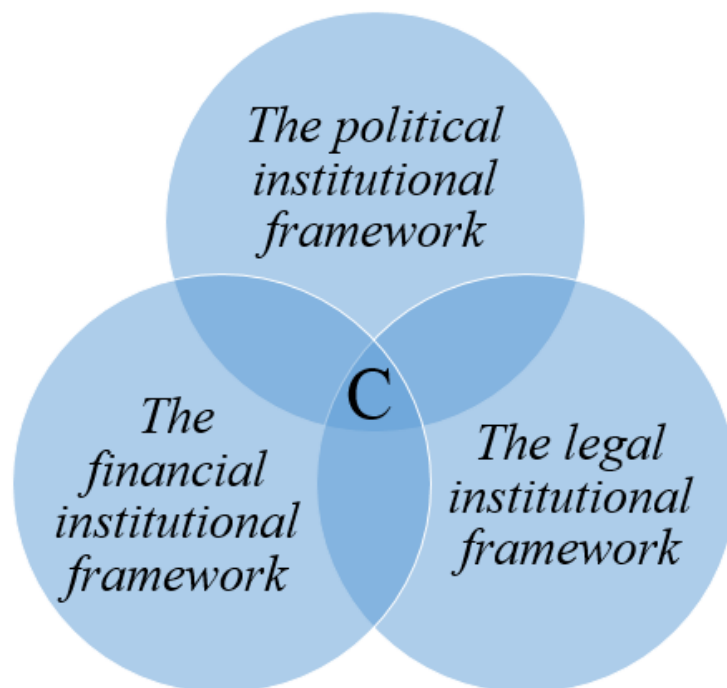 The political
institutional
framework
C
The
financial
institutional
framework
The legal
institutional
framework